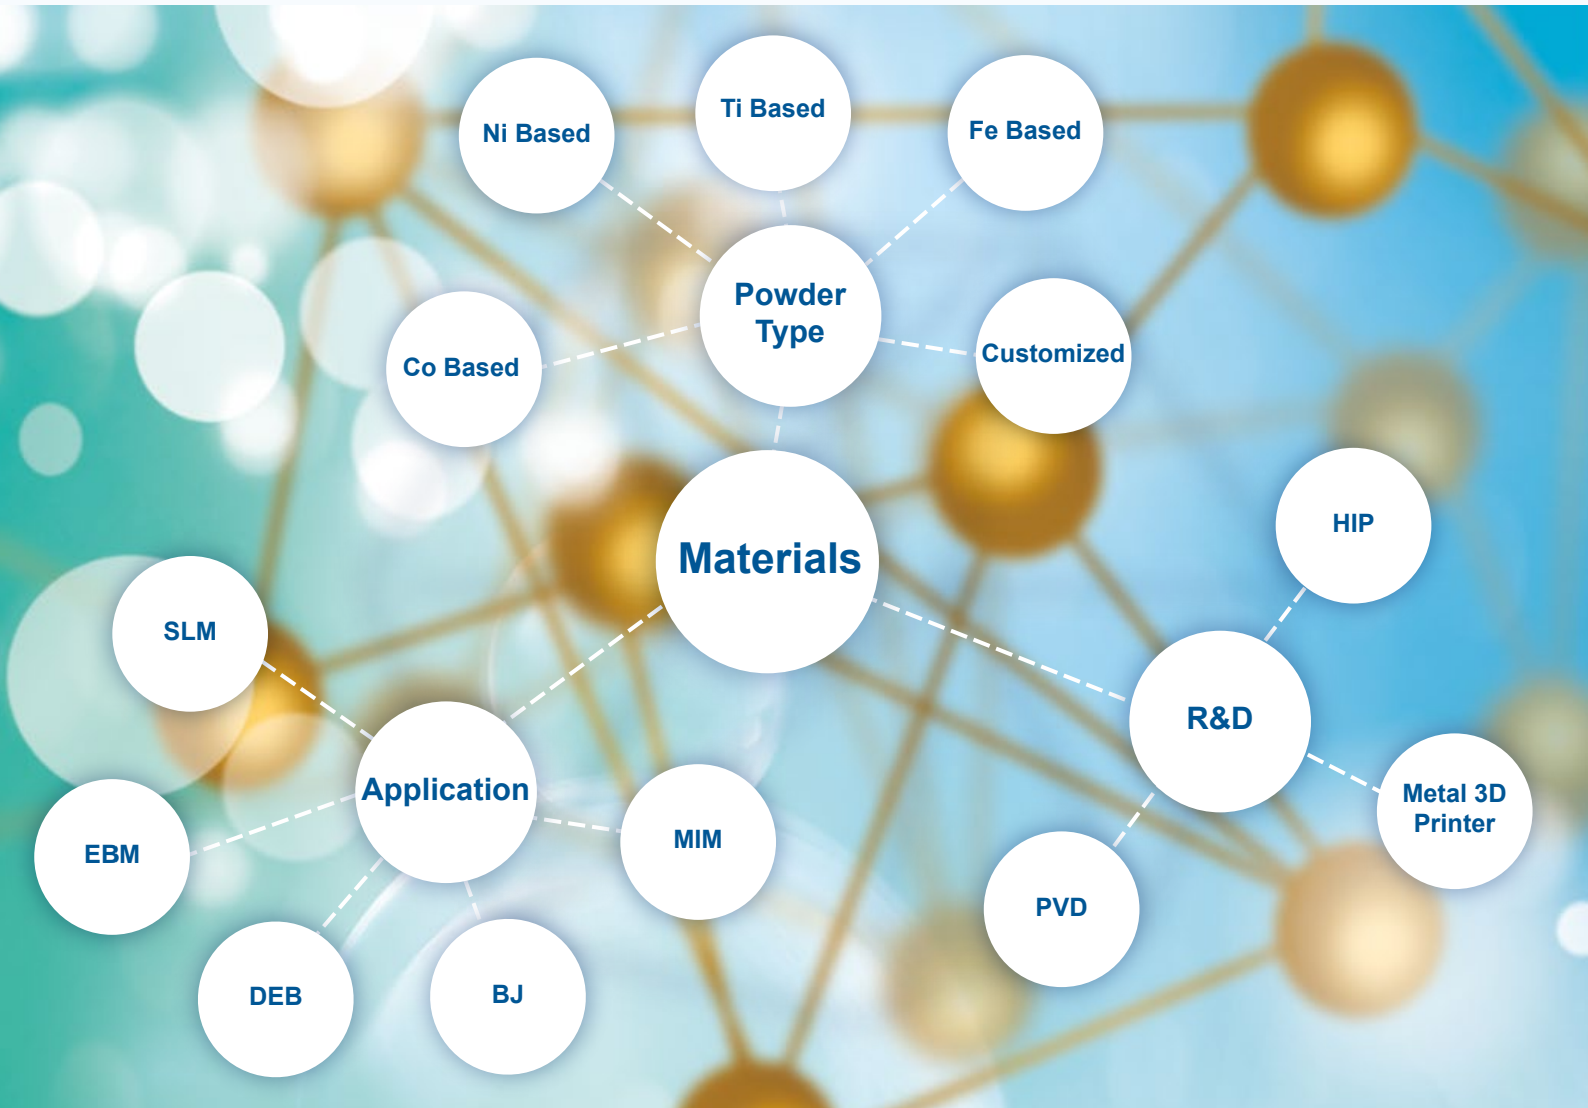 Ti Based
Ni Based
Fe Based
Powder
Type
Co Based
Customized
Materials
HIP
SLM
R&D
Application
Metal 3D
Printer
EBM
MIM
PVD
DEB
BJ